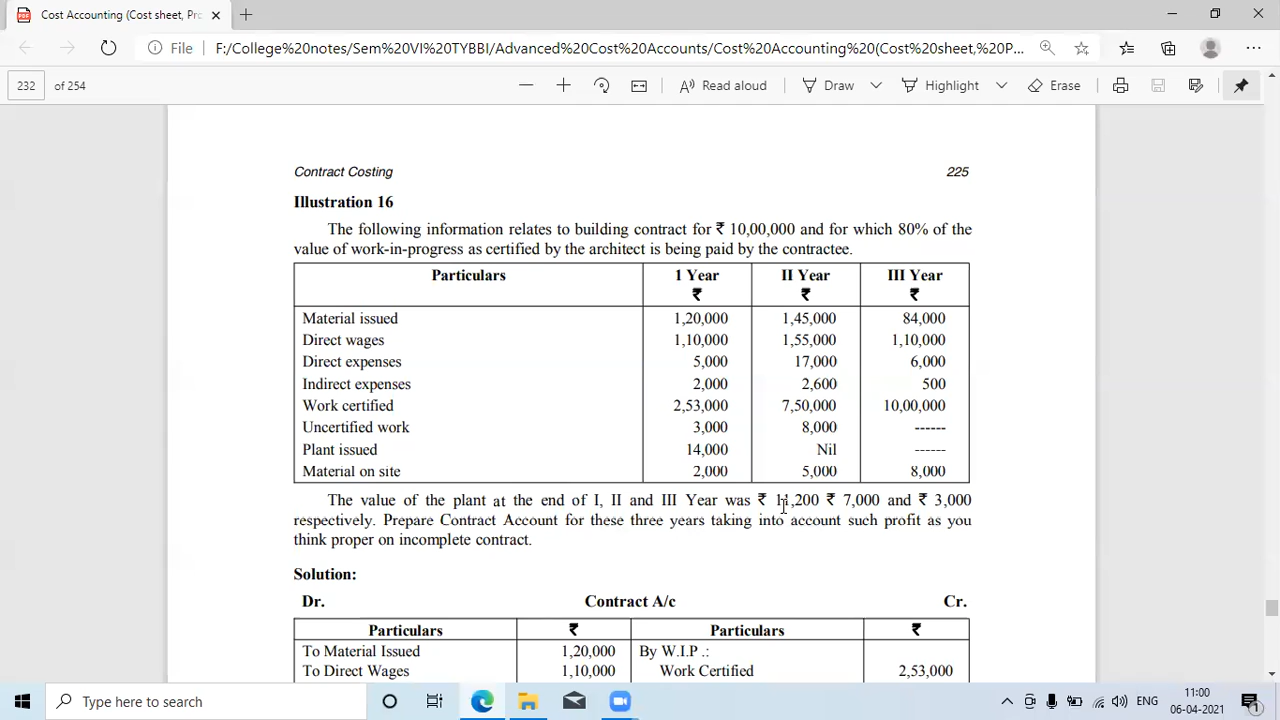 Cost Accounting (Cost sheet, Prc
File
F:/College%20notes/Sem%20VI%20TYBBI/Advanced%20Cost%20Accounts/Cost%20Accounting%20(Cost%20sheet,%20P...
232 of 254
Read aloud
Draw
Highlight
Erase
Contract Costing 225
Illustration 16
The following information relates to building contract for ₹ 10,00,000 and for which 80% of the
value of work-in-progress as certified by the architect is being paid by the contractee.
Particulars 1 Year II Year III Year
₹ ₹ ₹
Material issued 1,20,000 1,45,000 84,000
Direct wages 1,10,000 1,55,000 1,10,000
Direct expenses 5,000 17,000 6,000
Indirect expenses 2,000 2,600 500
Work certified 2,53,000 7,50,000 10,00,000
Uncertified work 3,000 8,000 ------
Plant issued 14,000 Nil ------
Material on site 2,000 5,000 8,000
The value of the plant at the end of I, II and III Year was ₹ 11,200 ₹ 7,000 and ₹ 3,000
respectively. Prepare Contract Account for these three years taking into account such profit as you
think proper on incomplete contract.
Solution:
Dr. Contract A/c Cr.
Particulars ₹ Particulars ₹
To Material Issued 1,20,000 By W.I.P .:
To Direct Wages 1,10,000 Work Certified 2,53,000
Type here to search
ENG
11:00
06-04-2021